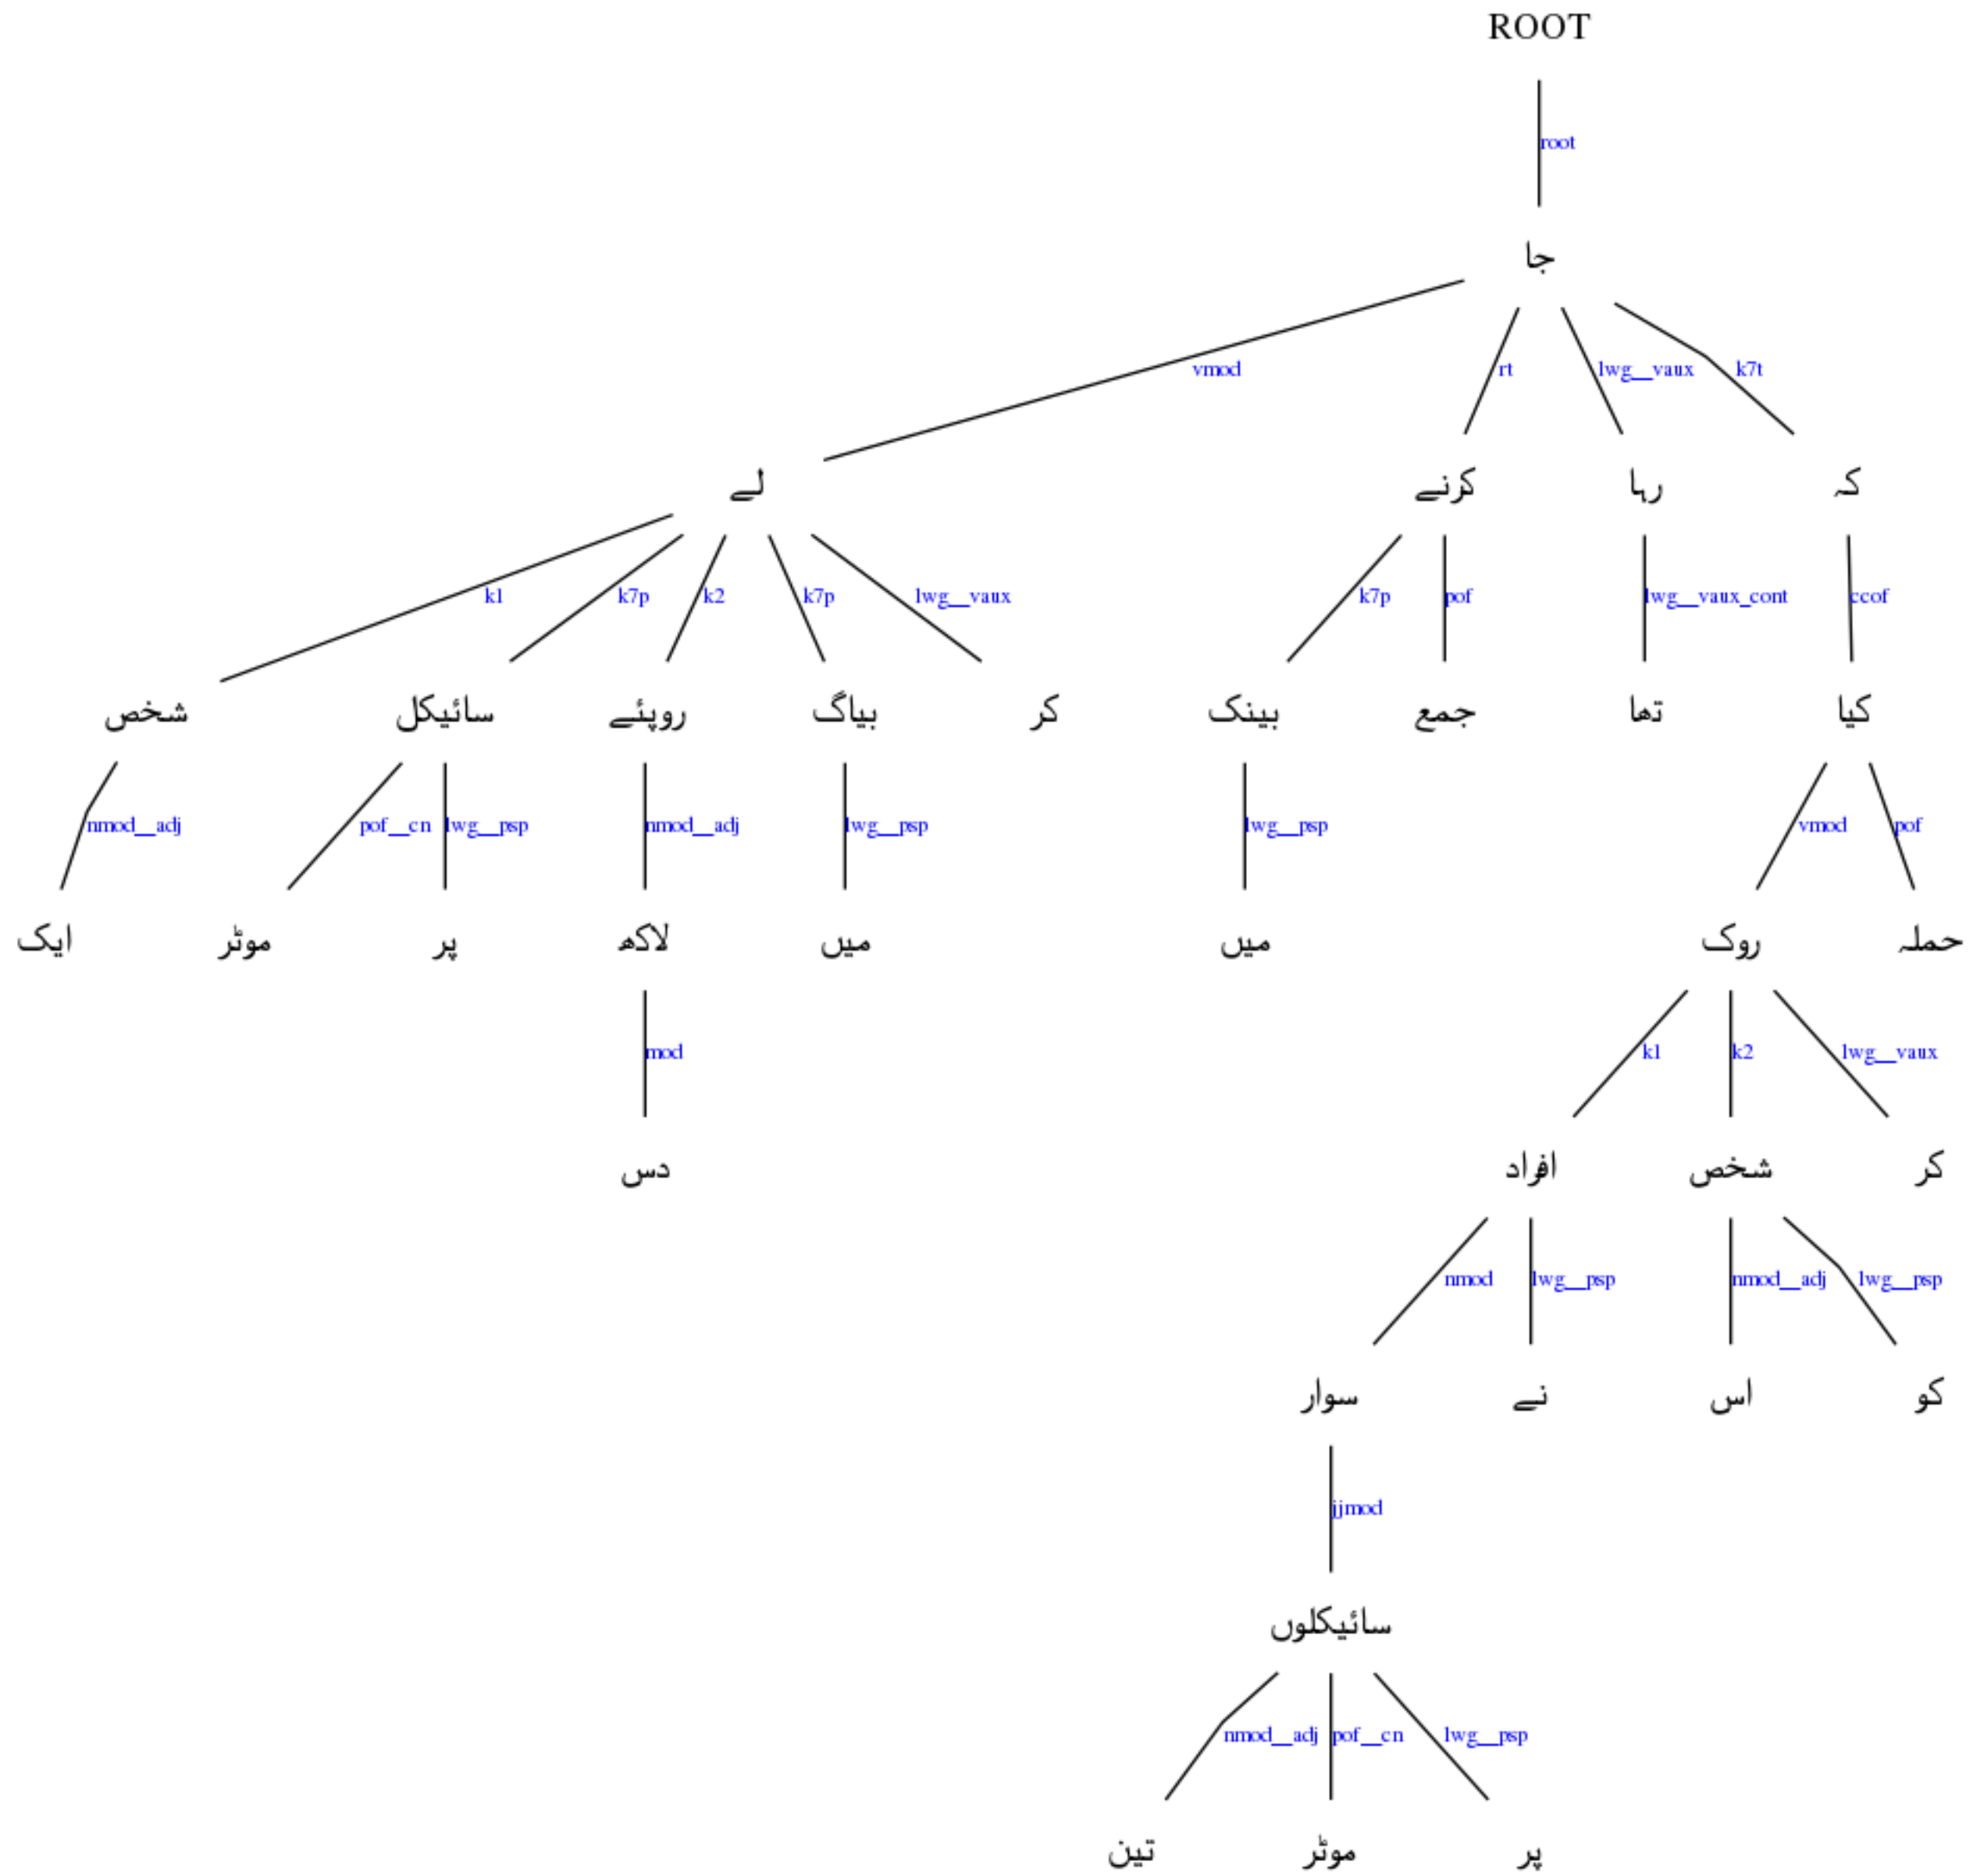 ROOT
root
جا
vmod rt lwg__vaux k7t
لے کرنے رہا کہ
k1 k7p k2 k7p lwg__vaux k7p pof lwg__vaux_cont ccof
شخص سائیکل روپئے بیاگ کر بینک جمع تھا کیا
nmod__adj pof__cn lwg__psp nmod__adj lwg__psp lwg__psp vmod pof
ایک موٹر پر لاکھ میں میں روک حملہ
mod k1 k2 lwg__vaux
دس افراد شخص کر
nmod lwg__psp nmod__adj lwg__psp
سوار نے اس کو
jjmod
سائیکلوں
nmod__adj pof__cn lwg__psp
تین موٹر پر